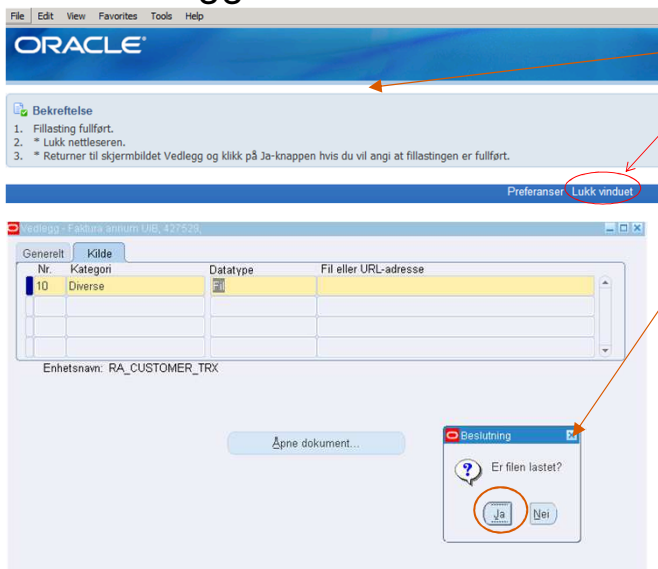 File Edit View Favorites Tools Help
ORACLE
Bekreftelse
1. Fillasting fullført.
2. * Lukk nettleseren.
3. * Returner til skjermbildet Vedlegg og klikk på Ja-knappen hvis du vil angi at fillastingen er fullført.
Preferanser Lukk vinduet
Vedlegg - Faktura annum UiB, 427529,
Generelt Kilde
Nr. Kategori Datatype Fil eller URL-adresse
10 Diverse Fil
Enhetsnavn: RA_CUSTOMER_TRX
Åpne dokument...
Beslutning
Er filen lastet?
Ja Nei